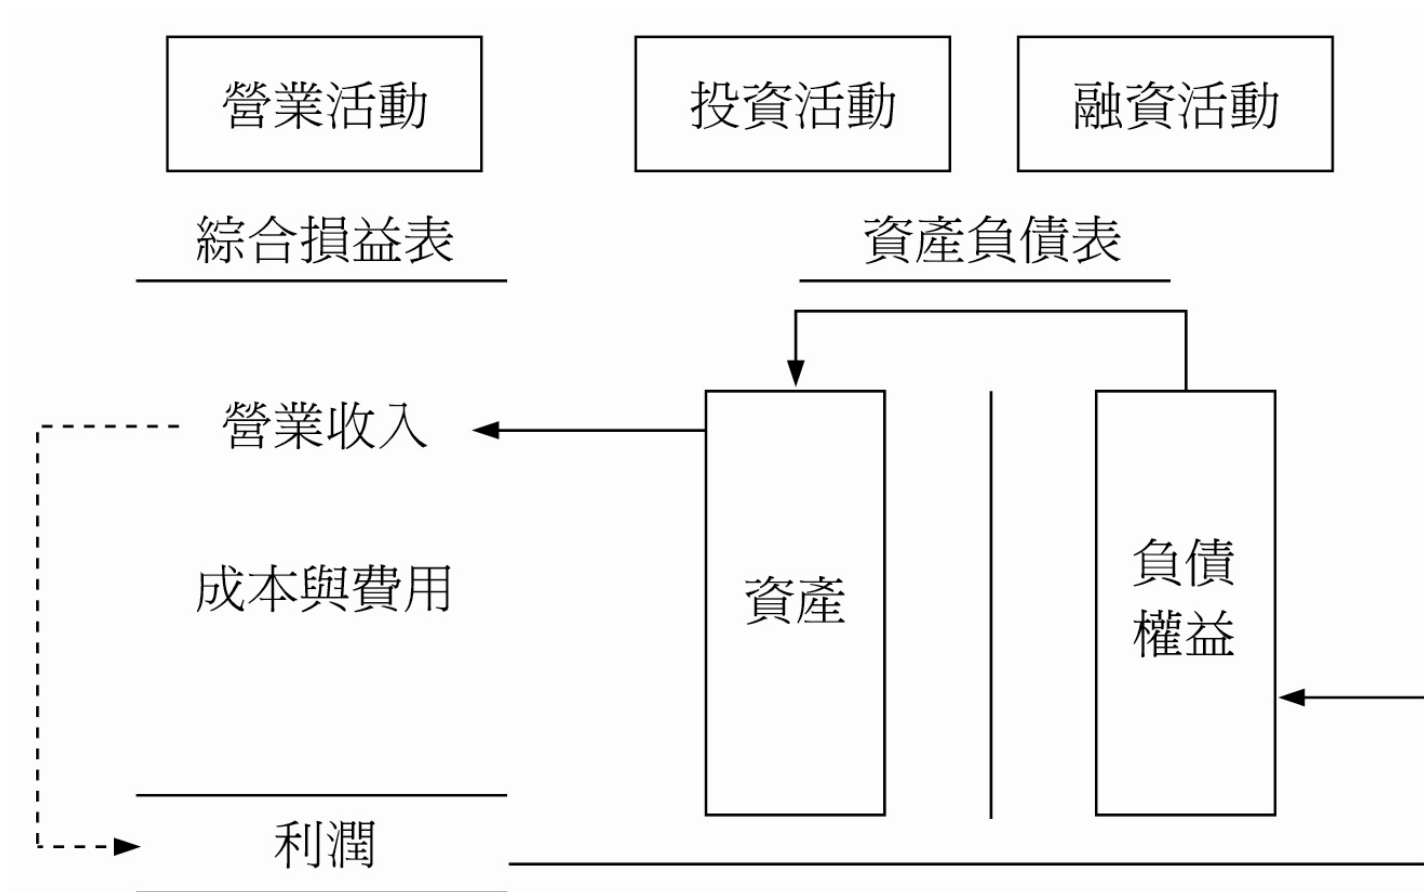 營業活動
投資活動
融資活動
綜合損益表
資產負債表
營業收入
成本與費用
資產
負債
權益
利潤